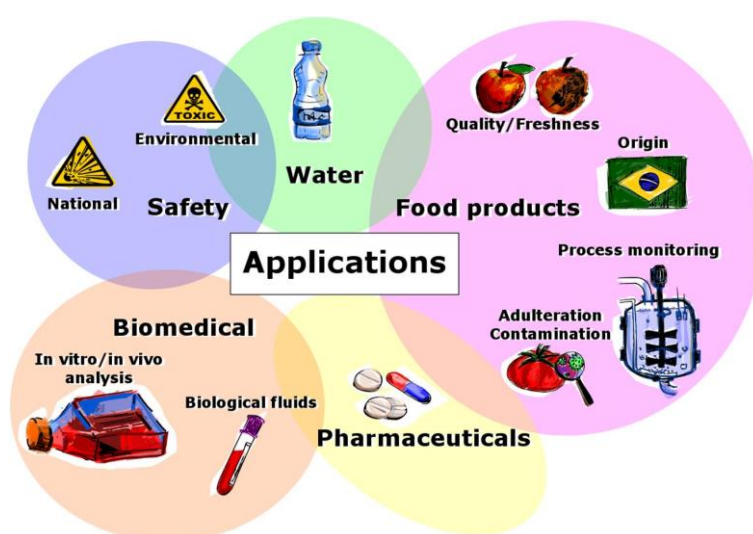 TOXIC
Environmental
National
Safety
Water
Quality/Freshness
Origin
Food products
Applications
Process monitoring
Adulteration
Contamination
Biomedical
In vitro/in vivo
analysis
Biological fluids
Pharmaceuticals